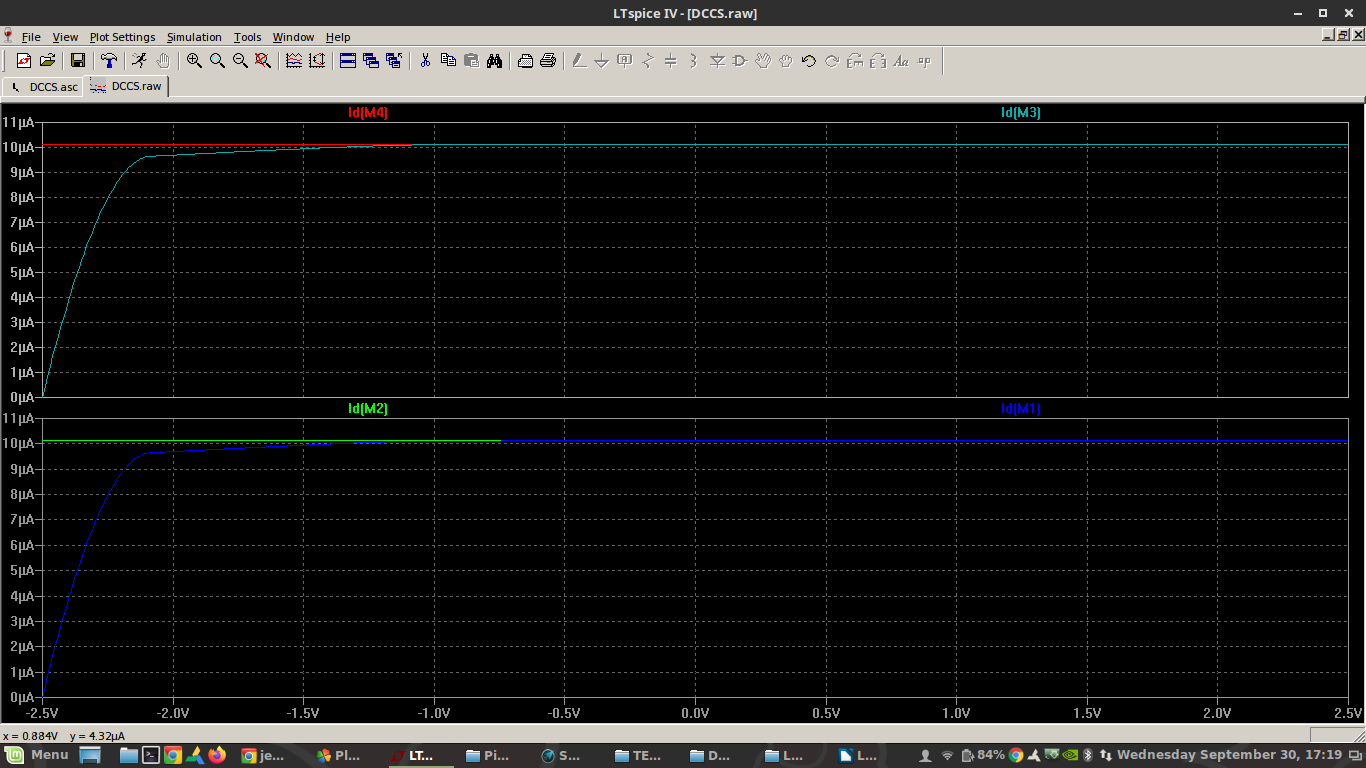 LTspice IV - [DCCS.raw]
File View Plot Settings Simulation Tools Window Help
DCCS.asc DCCS.raw
Id(M4) Id(M3)
11µA
10µA
9µA
8µA
7µA
6µA
5µA
4µA
3µA
2µA
1µA
0µA
Id(M2) Id(M1)
11µA
10µA
9µA
8µA
7µA
6µA
5µA
4µA
3µA
2µA
1µA
0µA
-2.5V -2.0V -1.5V -1.0V -0.5V 0.0V 0.5V 1.0V 1.5V 2.0V 2.5V
x = 0.884V y = 4.32µA
Menu je... Pl... LT... Pi... S... TE... D... L... L... 84% Wednesday September 30, 17:19